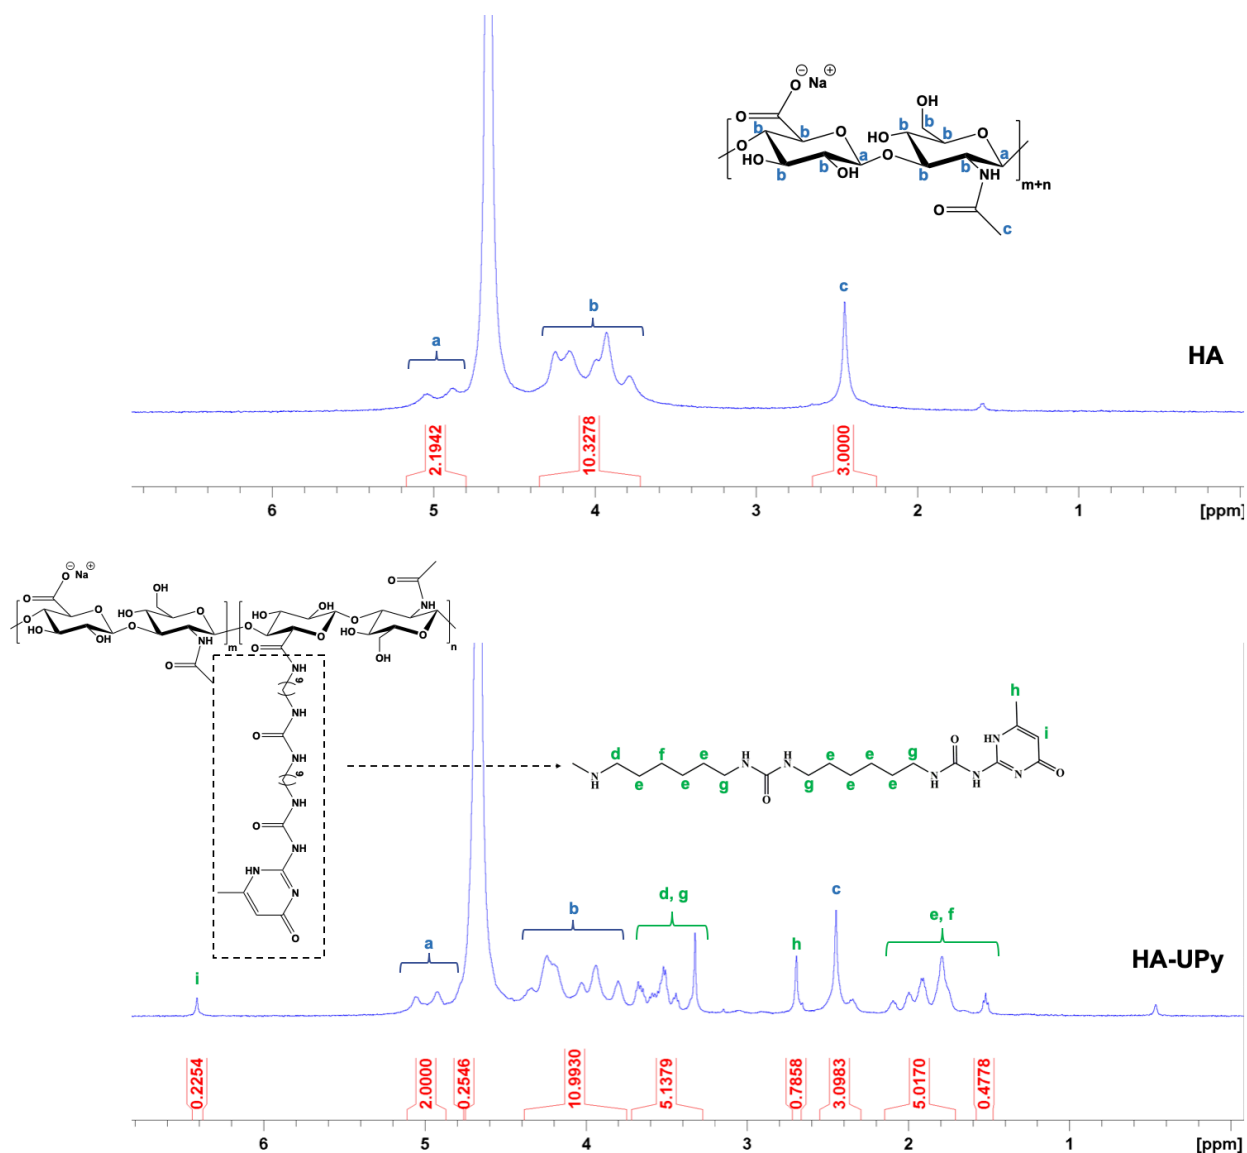 ⊖ ⊕
O Na
O
OH
b
b b O HO b b O
a O a
HO b b OH b b NH
m+n
O
c
c
b
a
HA
2.1942
10.3278
3.0000
6 5 4 3 2 1 [ppm]
⊖ ⊕
O Na
O
OH
O
NH
O O HO O O HO OH O O O
HO OH NH HO
m n
O O OH
NH
6
NH
O
NH
6
NH
O
NH
HN
N
O
h
i
O
HN
d f e H H e e g
N N N N N O
H e e g O g e e H H
d, g
c
e, f
b
h
a
i
HA-UPy
0.2254
2.0000
0.2546
10.9930
5.1379
0.7858
3.0983
5.0170
0.4778
6 5 4 3 2 1 [ppm]